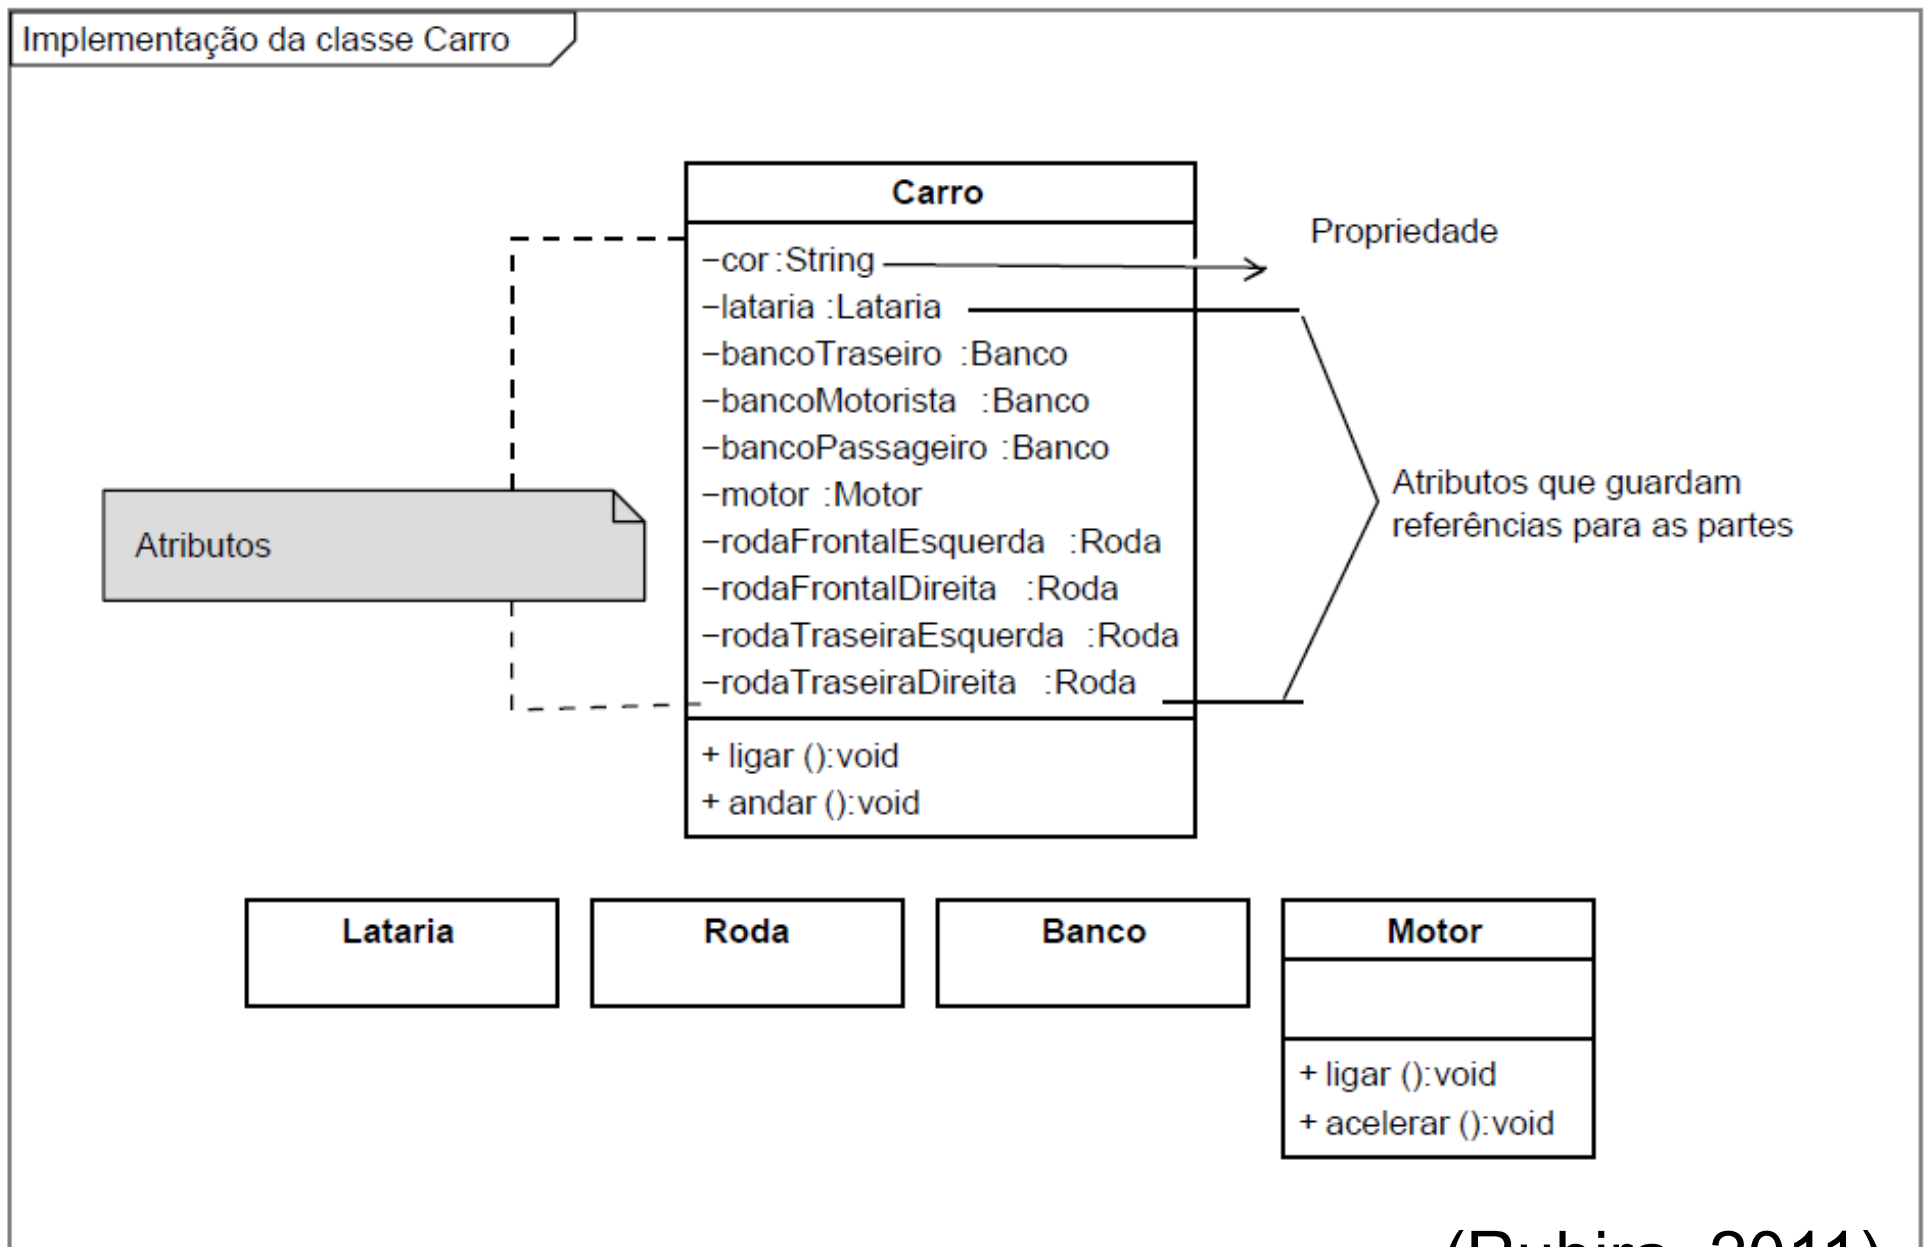 Implementação da classe Carro
Carro
Propriedade
−cor :String
−lataria :Lataria
−bancoTraseiro :Banco
−bancoMotorista :Banco
−bancoPassageiro :Banco
−motor :Motor
−rodaFrontalEsquerda :Roda
−rodaFrontalDireita :Roda
−rodaTraseiraEsquerda :Roda
−rodaTraseiraDireita :Roda
Atributos que guardam
referências para as partes
Atributos
+ ligar ():void
+ andar ():void
Lataria
Roda
Banco
Motor
+ ligar ():void
+ acelerar ():void
(Rubira, 2011)